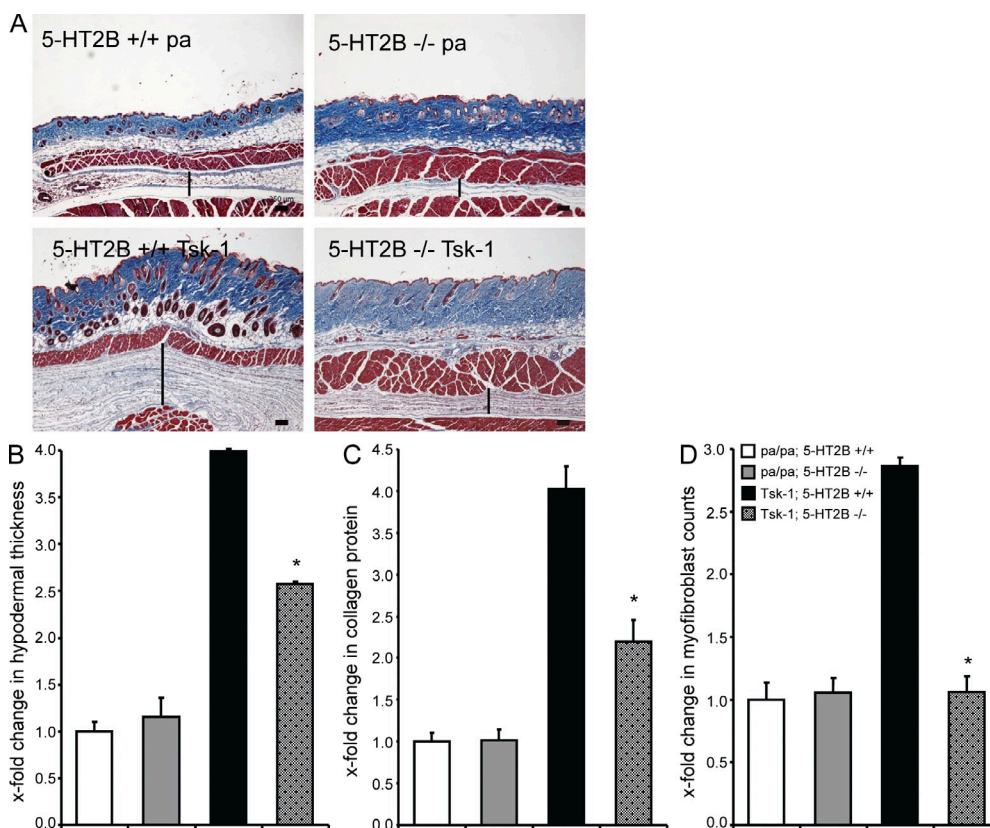 A
5-HT2B +/+ pa
5-HT2B -/- pa
250 µm
5-HT2B +/+ Tsk-1
5-HT2B -/- Tsk-1
B
x-fold change in hypodermal thickness
4.0
3.5
3.0
2.5
2.0
1.5
1.0
0.5
0.0
*
C
x-fold change in collagen protein
4.5
4.0
3.5
3.0
2.5
2.0
1.5
1.0
0.5
0.0
*
D
x-fold change in myofibroblast counts
3.0
2.5
2.0
1.5
1.0
0.5
0.0
pa/pa; 5-HT2B +/+
pa/pa; 5-HT2B -/-
Tsk-1; 5-HT2B +/+
Tsk-1; 5-HT2B -/-
*